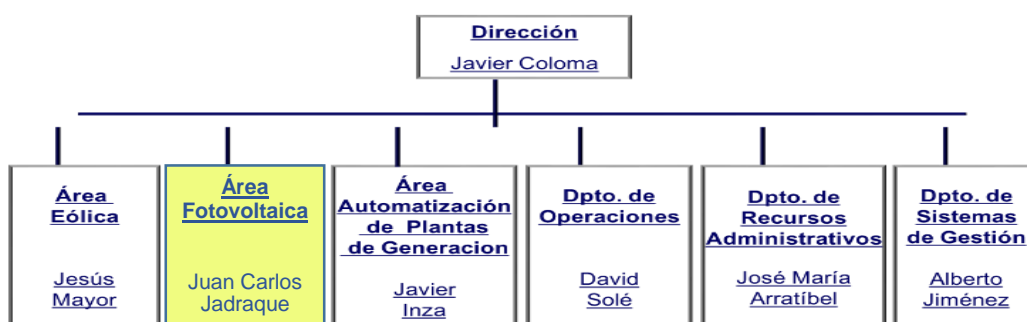 Dirección
Javier Coloma
Área
Eólica
Jesús
Mayor
Área
Fotovoltaica
Juan Carlos
Jadraque
Área
Automatización
de Plantas
de Generacion
Javier
Inza
Dpto. de
Operaciones
David
Solé
Dpto. de
Recursos
Administrativos
José María
Arratíbel
Dpto. de
Sistemas
de Gestión
Alberto
Jiménez